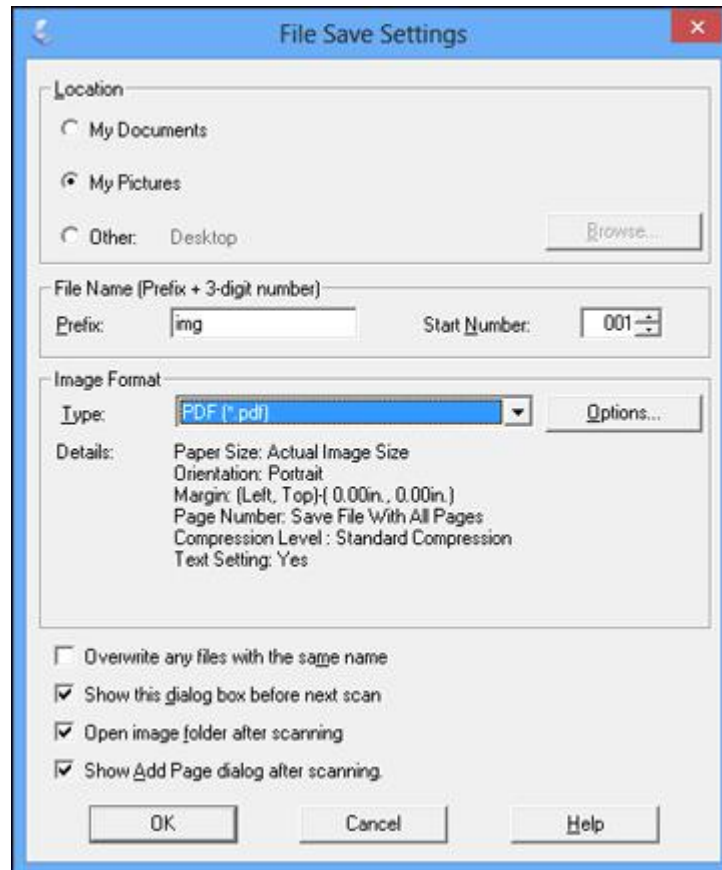 File Save Settings
Location
My Documents
My Pictures
Other: Desktop Browse...
File Name (Prefix + 3-digit number)
Prefix: img Start Number: 001
Image Format
Type: PDF (*.pdf) Options...
Details: Paper Size: Actual Image Size
Orientation: Portrait
Margin: (Left, Top)-( 0.00in., 0.00in.)
Page Number: Save File With All Pages
Compression Level : Standard Compression
Text Setting: Yes
Overwrite any files with the same name
Show this dialog box before next scan
Open image folder after scanning
Show Add Page dialog after scanning.
OK Cancel Help